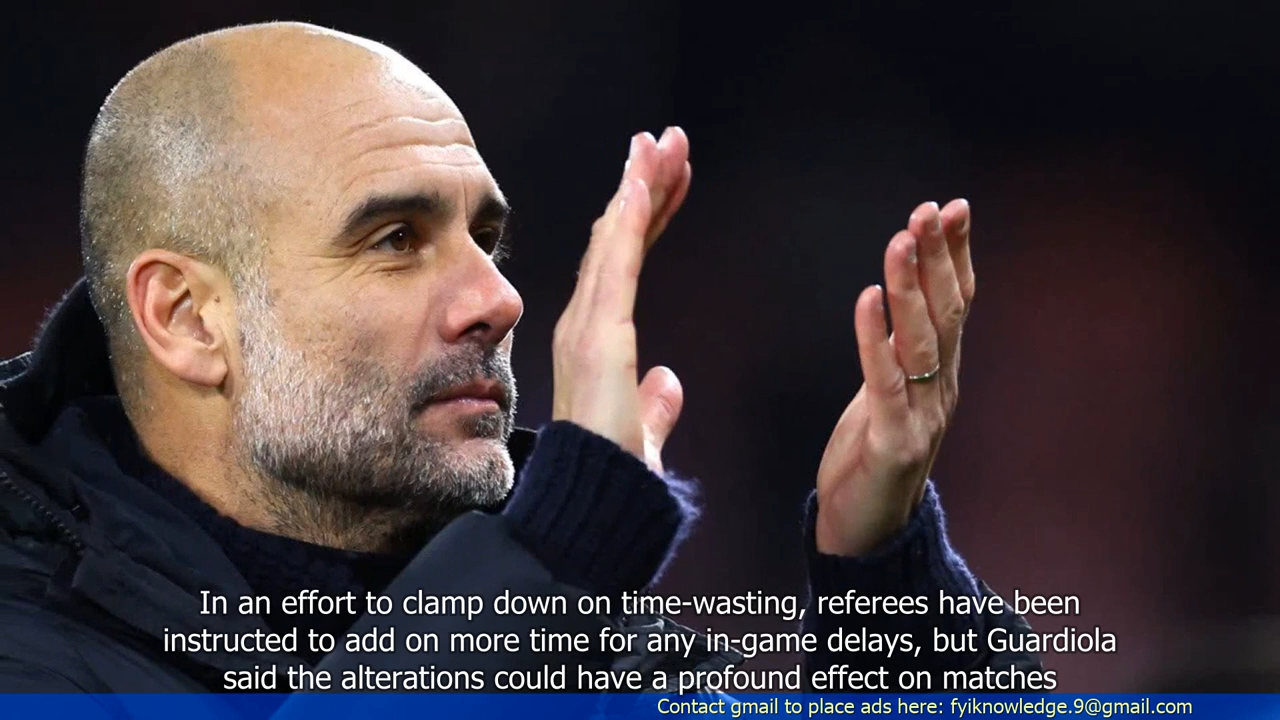 In an effort to clamp down on time-wasting, referees have been
instructed to add on more time for any in-game delays, but Guardiola
said the alterations could have a profound effect on matches
Contact gmail to place ads here: fyiknowledge.9@gmail.com